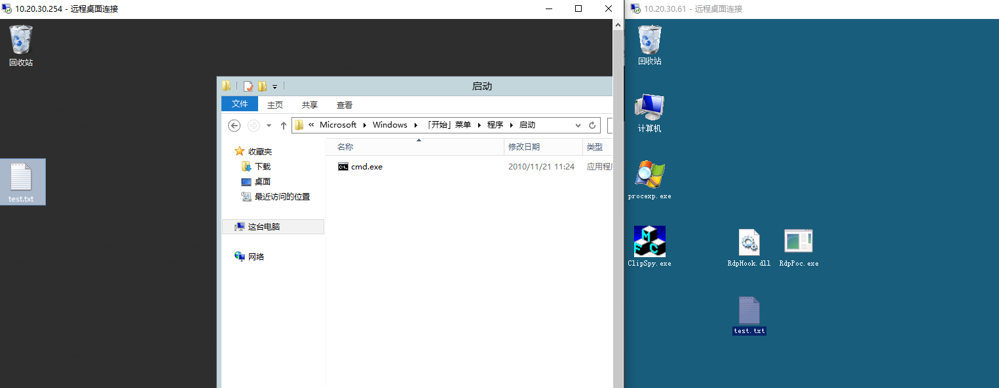 10.20.30.254 - 远程桌面连接
回收站
test.txt
启动
文件 主页 共享 查看
« Microsoft Windows 「开始」菜单 程序 启动
收藏夹
下载
桌面
最近访问的位置
这台电脑
网络
名称 修改日期 类型
cmd.exe 2010/11/21 11:24 应用程
10.20.30.61 - 远程桌面连接
回收站
计算机
procexp.exe
ClipSpy.exe RdpHook.dll RdpPoc.exe
test.txt